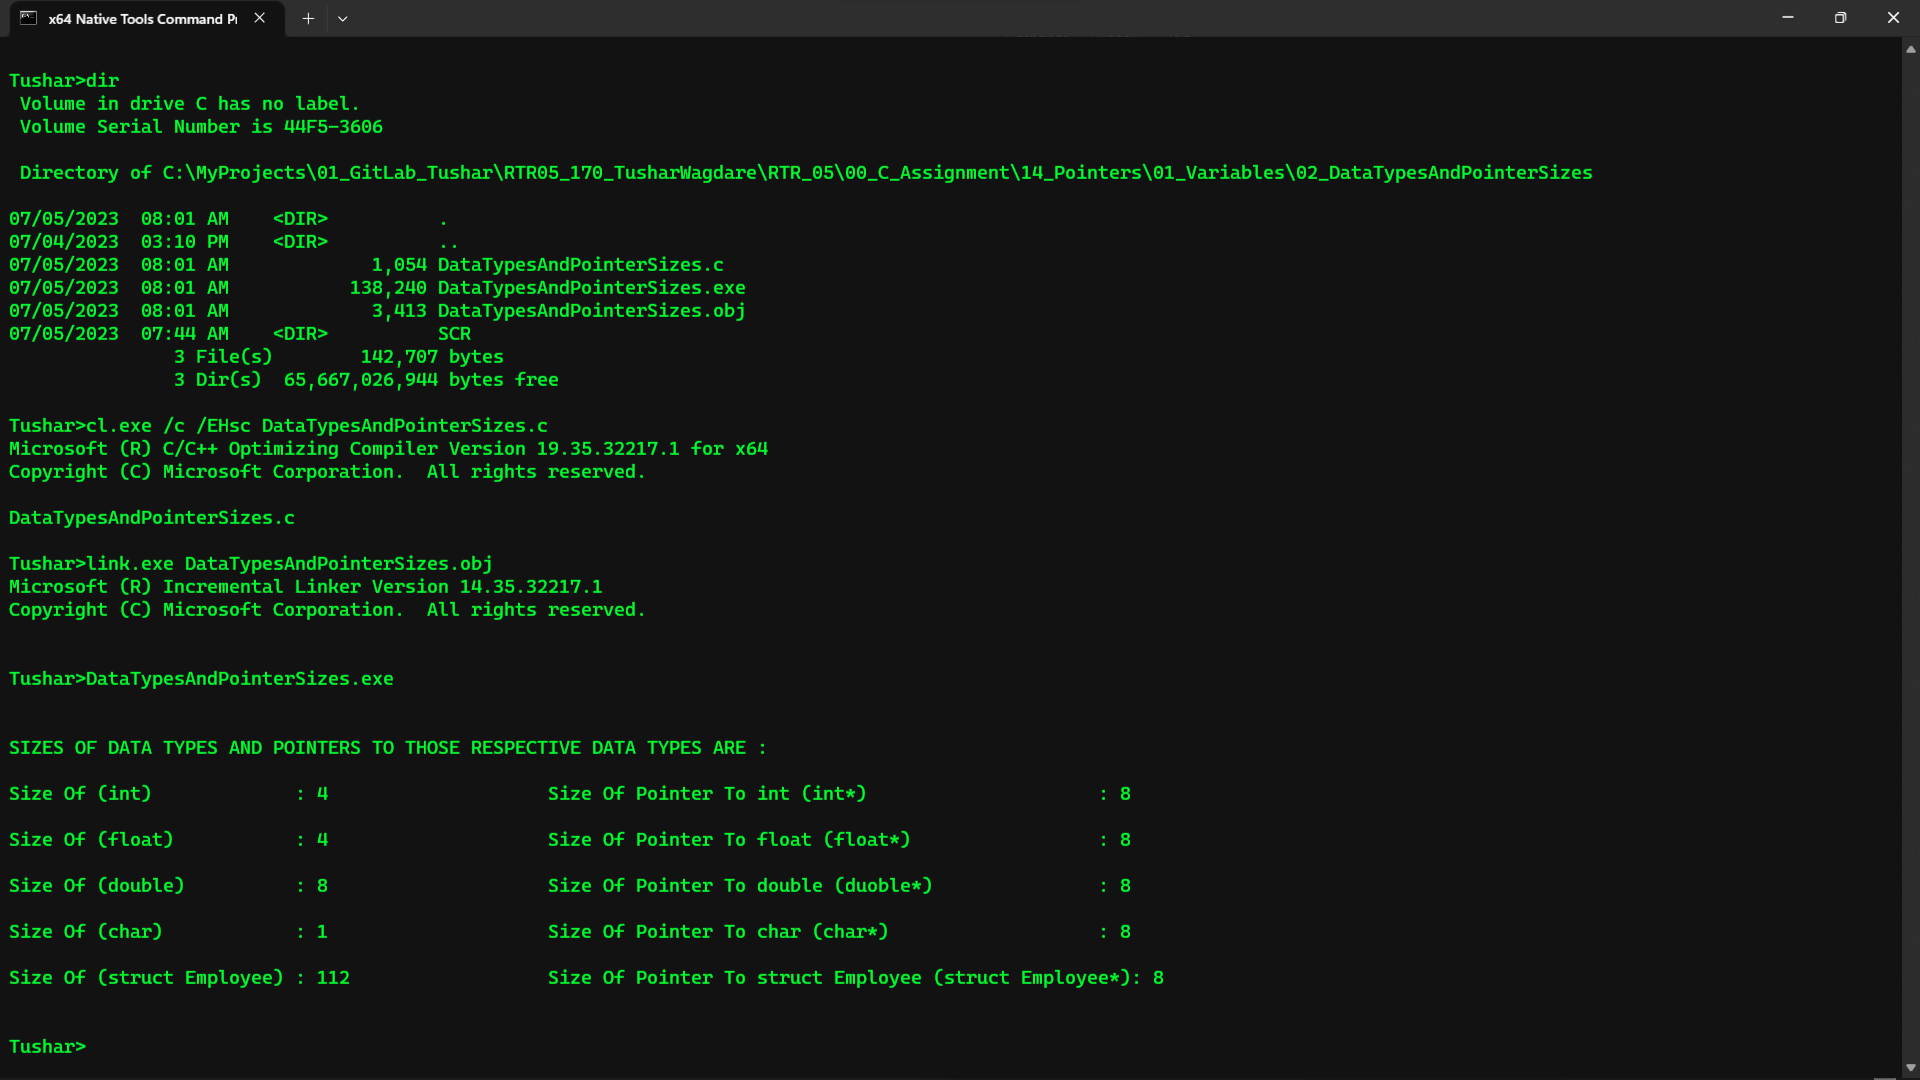 x64 Native Tools Command P
Tushar>dir
 Volume in drive C has no label.
 Volume Serial Number is 44F5-3606
 Directory of C:\MyProjects\01_GitLab_Tushar\RTR05_170_TusharWagdare\RTR_05\00_C_Assignment\14_Pointers\01_Variables\02_DataTypesAndPointerSizes
07/05/2023  08:01 AM    <DIR>          .
07/04/2023  03:10 PM    <DIR>          ..
07/05/2023  08:01 AM             1,054 DataTypesAndPointerSizes.c
07/05/2023  08:01 AM           138,240 DataTypesAndPointerSizes.exe
07/05/2023  08:01 AM             3,413 DataTypesAndPointerSizes.obj
07/05/2023  07:44 AM    <DIR>          SCR
               3 File(s)        142,707 bytes
               3 Dir(s)  65,667,026,944 bytes free
Tushar>cl.exe /c /EHsc DataTypesAndPointerSizes.c
Microsoft (R) C/C++ Optimizing Compiler Version 19.35.32217.1 for x64
Copyright (C) Microsoft Corporation.  All rights reserved.
DataTypesAndPointerSizes.c
Tushar>link.exe DataTypesAndPointerSizes.obj
Microsoft (R) Incremental Linker Version 14.35.32217.1
Copyright (C) Microsoft Corporation.  All rights reserved.
Tushar>DataTypesAndPointerSizes.exe
SIZES OF DATA TYPES AND POINTERS TO THOSE RESPECTIVE DATA TYPES ARE :
Size Of (int)             : 4                    Size Of Pointer To int (int*)                     : 8
Size Of (float)           : 4                    Size Of Pointer To float (float*)                 : 8
Size Of (double)          : 8                    Size Of Pointer To double (duoble*)               : 8
Size Of (char)            : 1                    Size Of Pointer To char (char*)                   : 8
Size Of (struct Employee) : 112                  Size Of Pointer To struct Employee (struct Employee*): 8
Tushar>